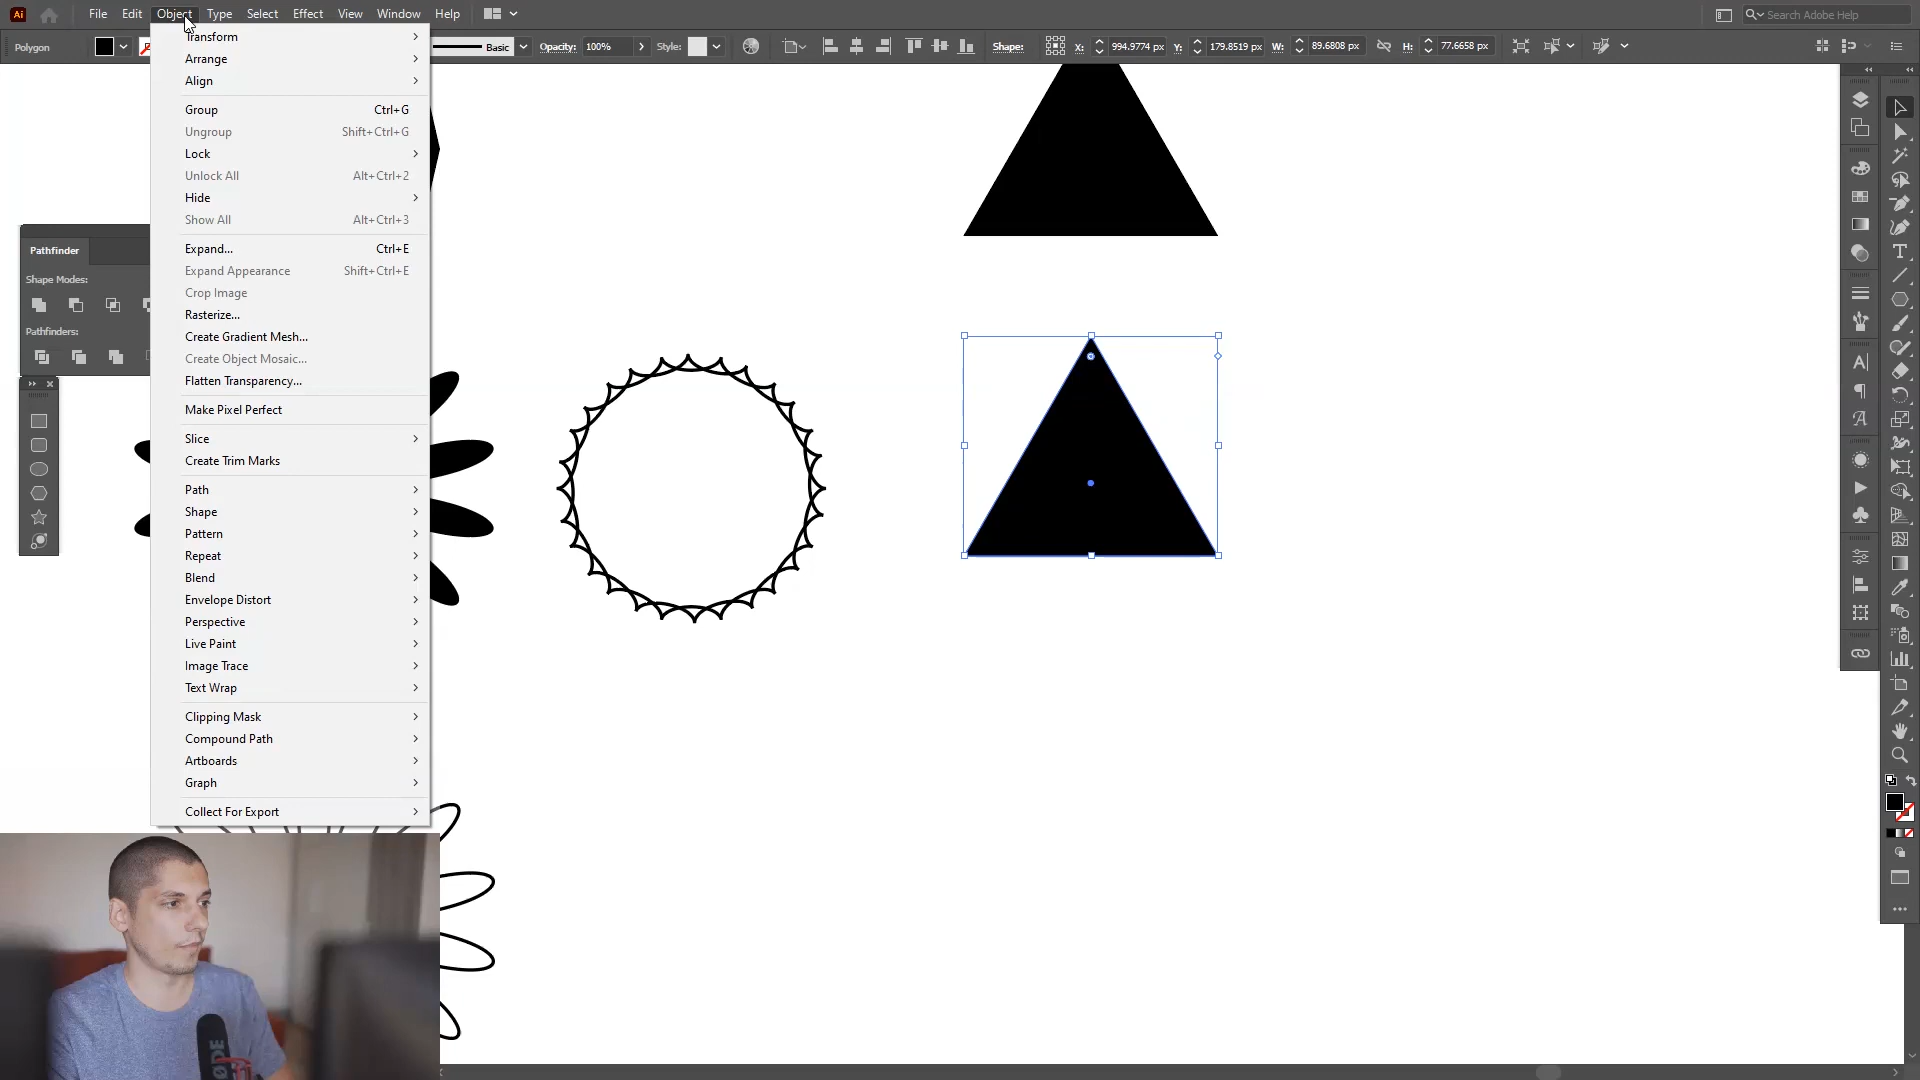 Ai File Edit Object Type Select Effect View Window Help Search Adobe Help
Polygon Basic Opacity: 100% Style: Shape: X: 994.9774 px Y: 179.8519 px W: 89.6808 px H: 77.6658 px
Transform
Arrange
Align
Group Ctrl+G
Ungroup Shift+Ctrl+G
Lock
Unlock All Alt+Ctrl+2
Hide
Show All Alt+Ctrl+3
Expand... Ctrl+E
Expand Appearance Shift+Ctrl+E
Crop Image
Rasterize...
Create Gradient Mesh...
Create Object Mosaic...
Flatten Transparency...
Make Pixel Perfect
Slice
Create Trim Marks
Path
Shape
Pattern
Repeat
Blend
Envelope Distort
Perspective
Live Paint
Image Trace
Text Wrap
Clipping Mask
Compound Path
Artboards
Graph
Collect For Export
Pathfinder
Shape Modes:
Pathfinders: